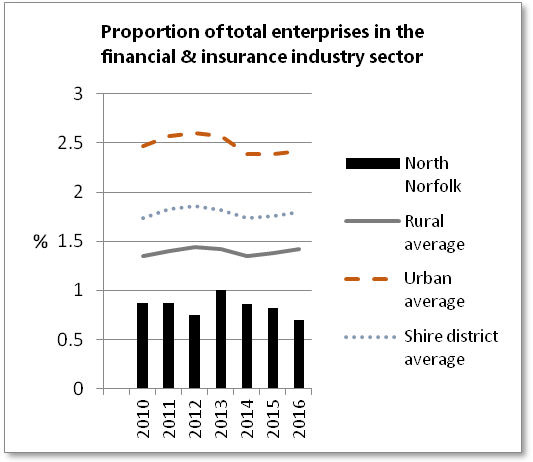 Proportion of total enterprises in the
financial & insurance industry sector
3
2.5
2
1.5
1
0.5
0
%
2010
2011
2012
2013
2014
2015
2016
North
Norfolk
Rural
average
Urban
average
Shire district
average